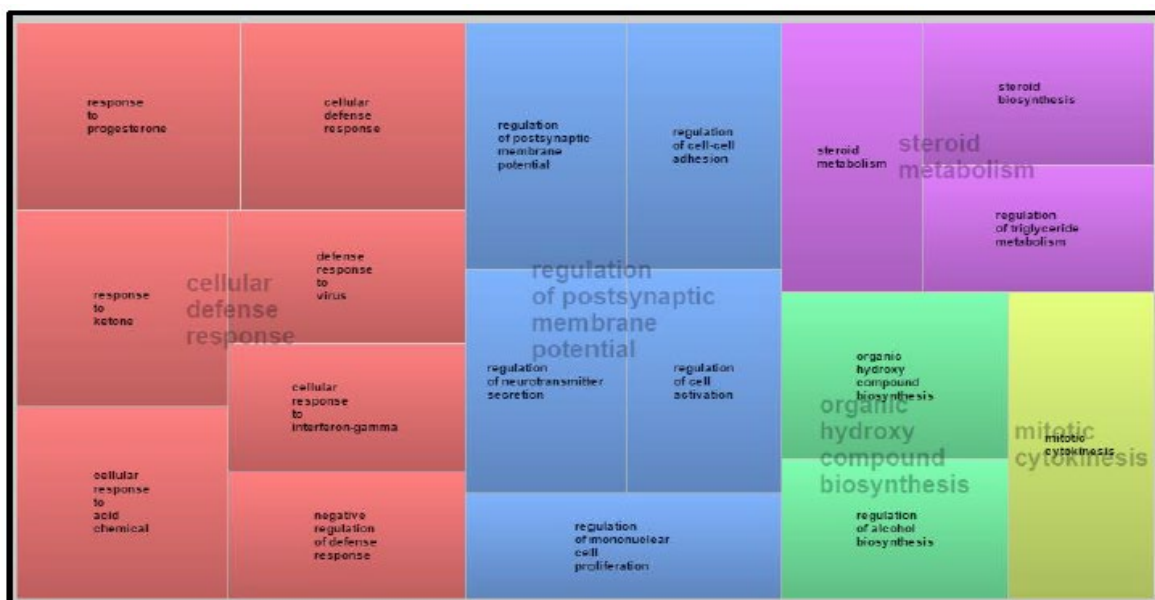 response
to
progesterone
cellular
defense
response
response
to
ketone
defense
response
to
virus
cellular
defense
response
cellular
response
to
interferon-gamma
cellular
response
to
acid
chemical
negative
regulation
of defense
response
regulation
of postsynaptic
membrane
potential
regulation
of cell-cell
adhesion
regulation
of postsynaptic
membrane
potential
regulation
of neurotransmitter
secretion
regulation
of cell
activation
regulation
of mononuclear
cell
proliferation
steroid
metabolism
steroid
biosynthesis
steroid
metabolism
regulation
of triglyceride
metabolism
organic
hydroxy
compound
biosynthesis
organic
hydroxy
compound
biosynthesis
regulation
of alcohol
biosynthesis
mitotic
cytokinesis
mitotic
cytokinesis